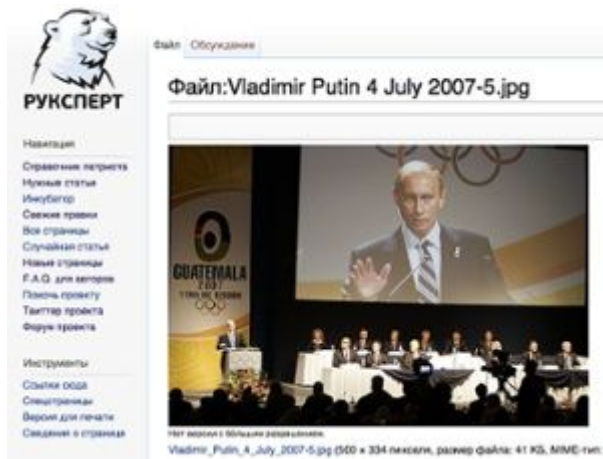 РУКСПЕРТ
Файл Обсуждение
Файл:Vladimir Putin 4 July 2007-5.jpg
Навигация
Справочник патриота
Нужные статьи
Инкубатор
Свежие правки
Все страницы
Случайная статья
Новые страницы
F.A.Q. для авторов
Помочь проекту
Твиттер проекта
Форум проекта
Инструменты
Ссылки сюда
Спецстраницы
Версия для печати
Сведения о странице
GUATEMALA
2007
Нет версии с бóльшим разрешением.
Vladimir_Putin_4_July_2007-5.jpg (500 × 334 пиксели, размер файла: 41 КБ, MIME-тип: